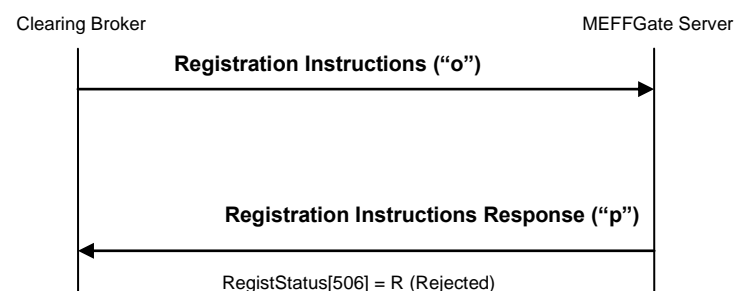 Clearing Broker
MEFFGate Server
Registration Instructions (“o”)
Registration Instructions Response (“p”)
RegistStatus[506] = R (Rejected)